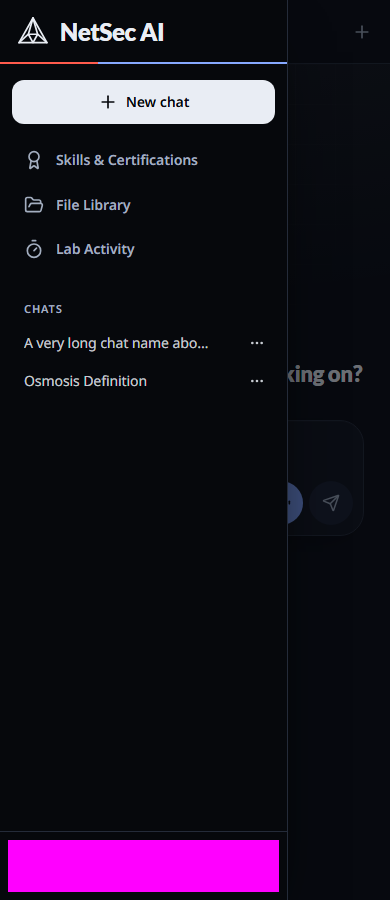 NetSec AI
New chat
Skills & Certifications
File Library
Lab Activity
CHATS
A very long chat name abo...
Osmosis Definition
king on?